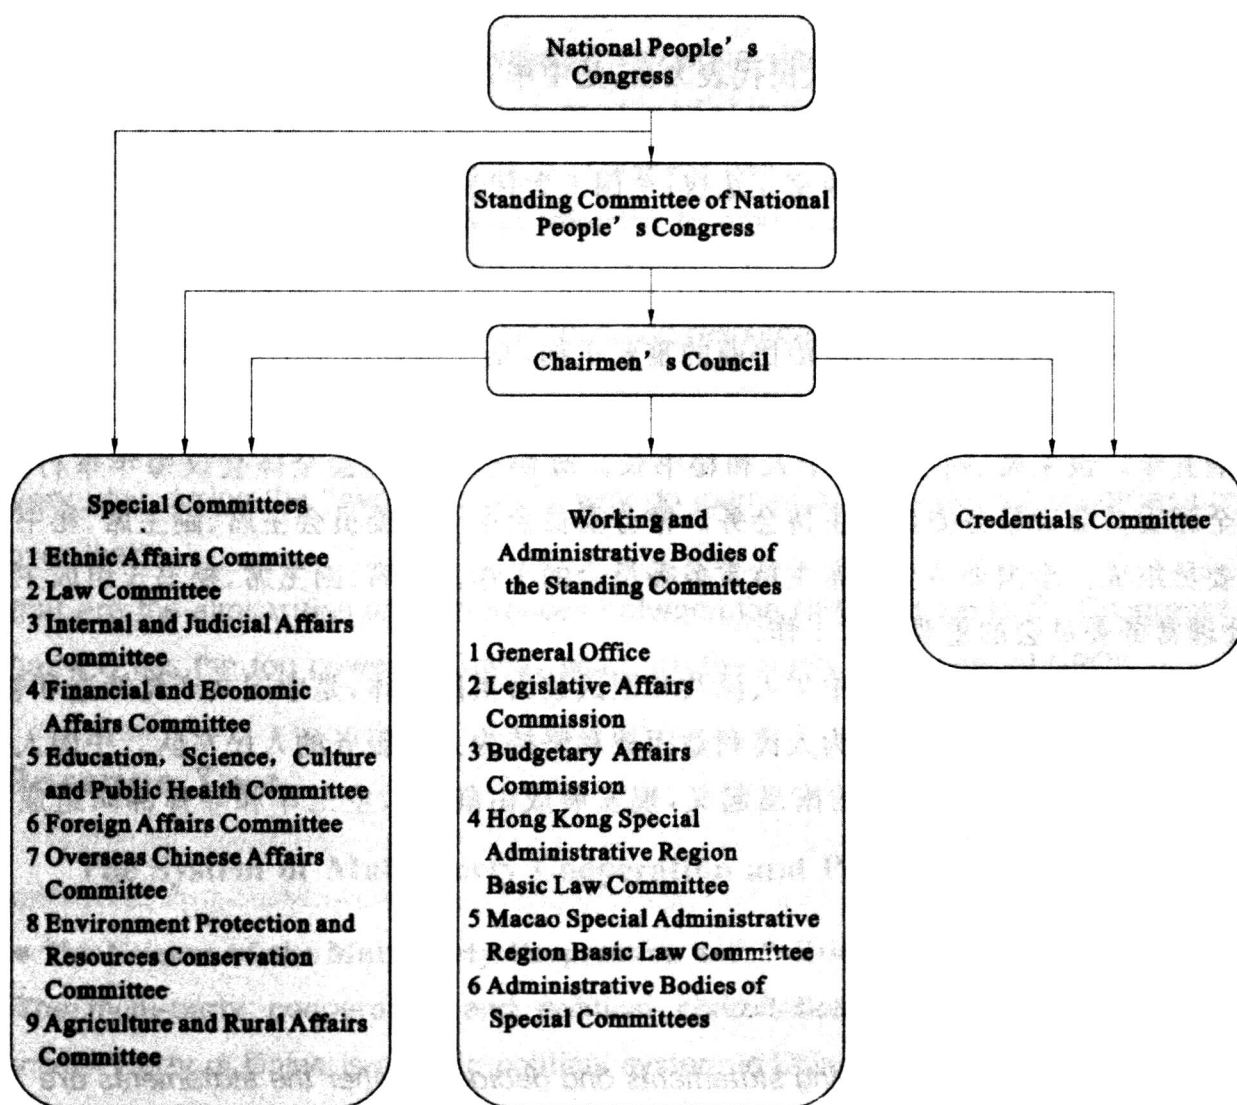 National People's
Congress
Standing Committee of National
People's Congress
Chairmen's Council
Special Committees
1 Ethnic Affairs Committee
2 Law Committee
3 Internal and Judicial Affairs
Committee
4 Financial and Economic
Affairs Committee
5 Education, Science, Culture
and Public Health Committee
6 Foreign Affairs Committee
7 Overseas Chinese Affairs
Committee
8 Environment Protection and
Resources Conservation
Committee
9 Agriculture and Rural Affairs
Committee
Working and
Administrative Bodies of
the Standing Committees
1 General Office
2 Legislative Affairs
Commission
3 Budgetary Affairs
Commission
4 Hong Kong Special
Administrative Region
Basic Law Committee
5 Macao Special Administrative
Region Basic Law Committee
6 Administrative Bodies of
Special Committees
Credentials Committee